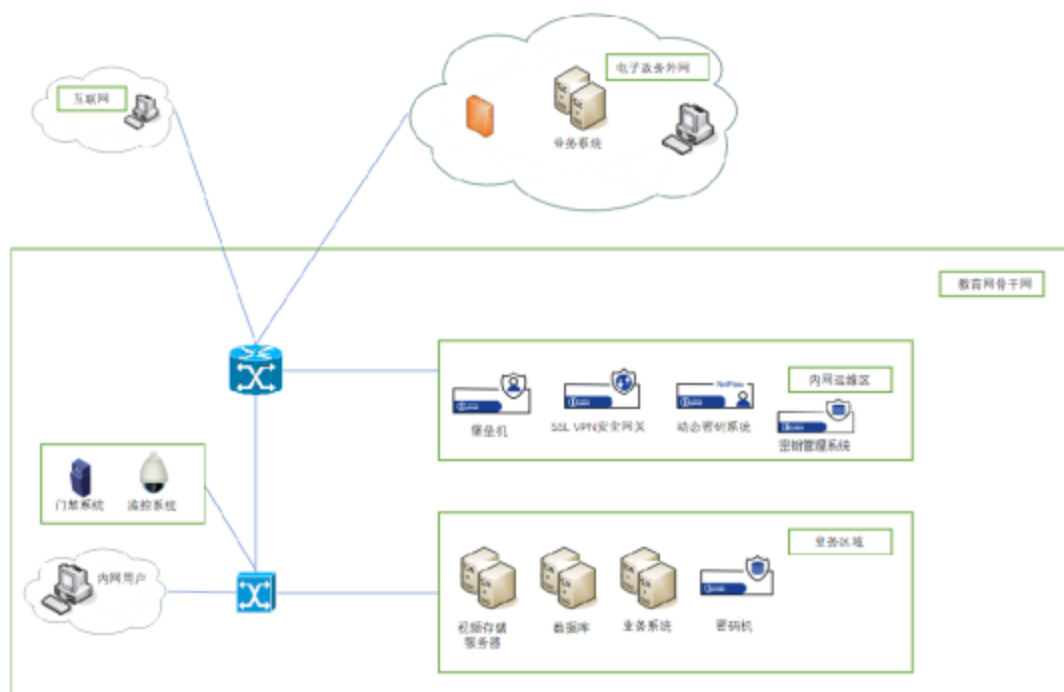 互联网
电子政务外网
业务系统
教育网骨干网
内网运维区
堡垒机
SSL VPN安全网关
动态密码系统
密钥管理系统
门禁系统
监控系统
内网用户
业务区域
视频存储
服务器
数据库
业务系统
密码机